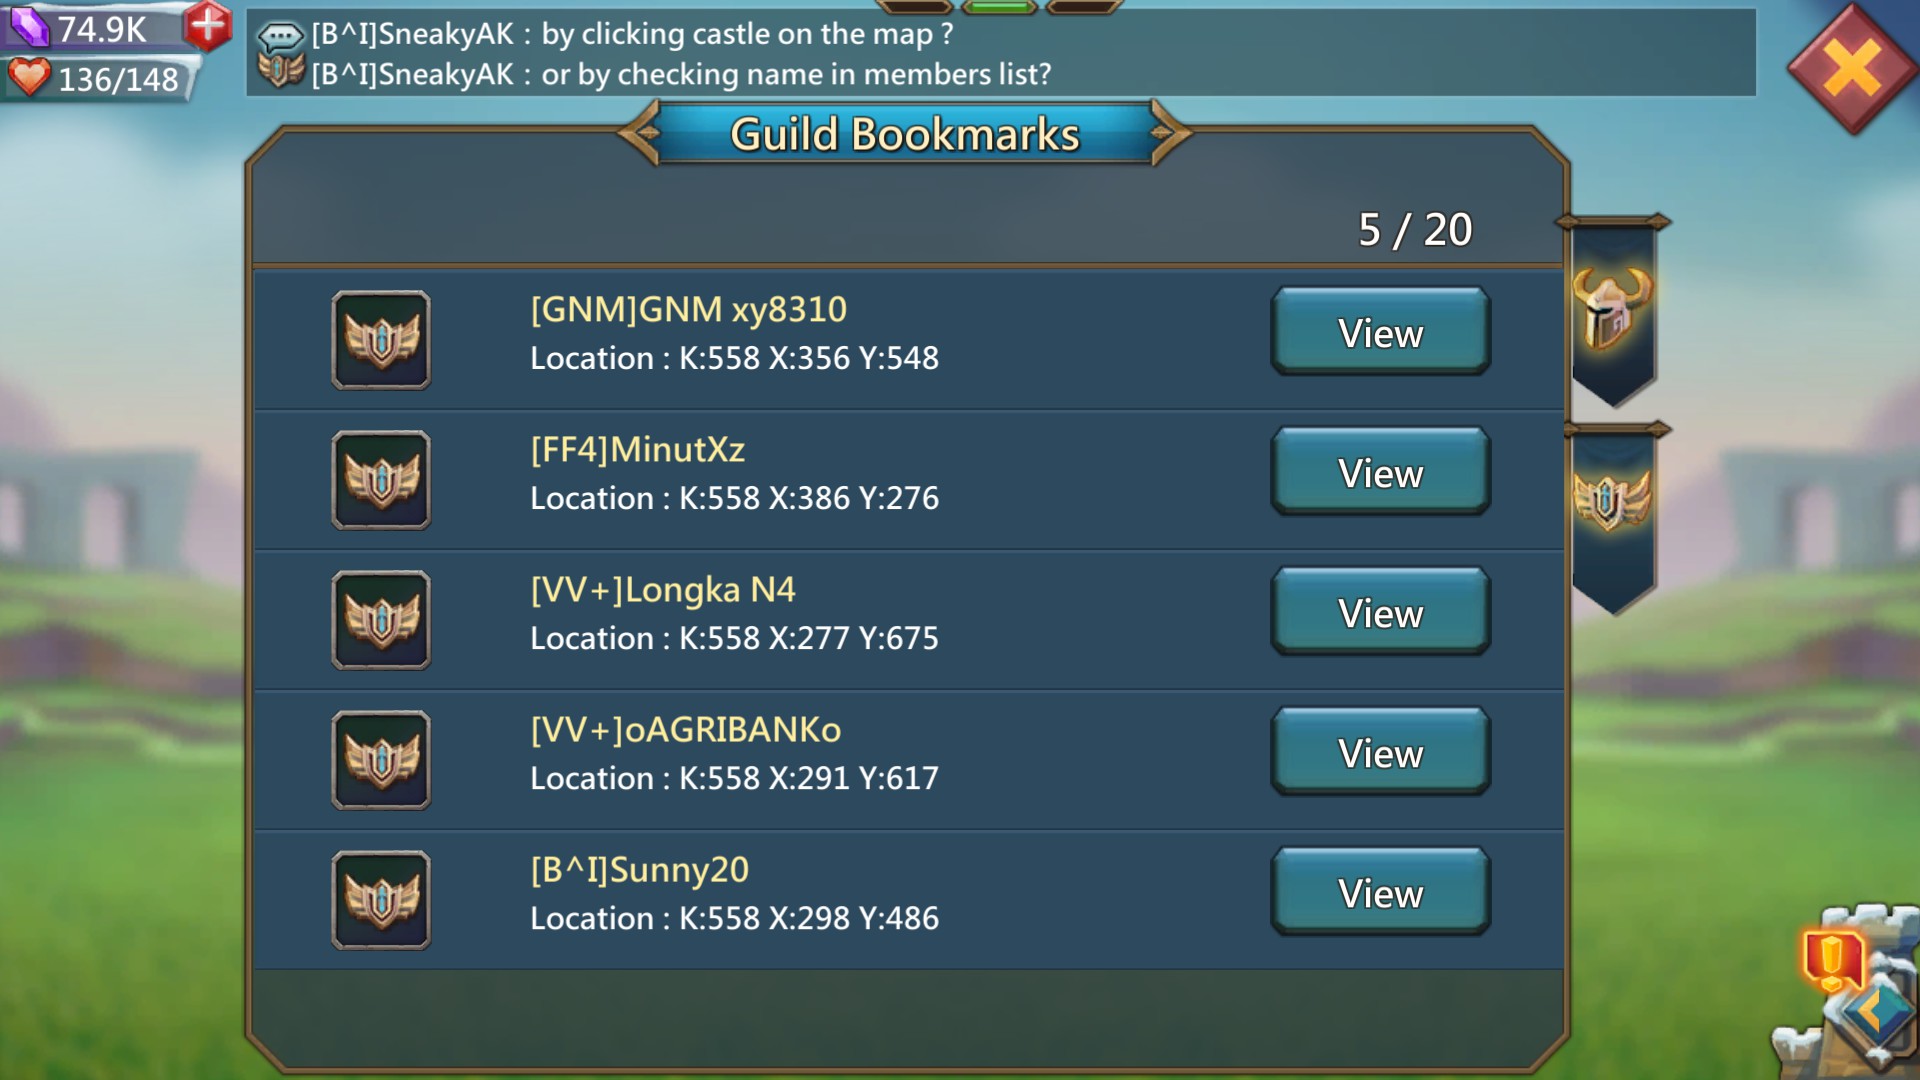 74.9K
136/148
[B^I]SneakyAK : by clicking castle on the map ?
[B^I]SneakyAK : or by checking name in members list?
Guild Bookmarks
5 / 20
[GNM]GNM xy8310
Location : K:558 X:356 Y:548
View
[FF4]MinutXz
Location : K:558 X:386 Y:276
View
[VV+]Longka N4
Location : K:558 X:277 Y:675
View
[VV+]oAGRIBANKo
Location : K:558 X:291 Y:617
View
[B^I]Sunny20
Location : K:558 X:298 Y:486
View